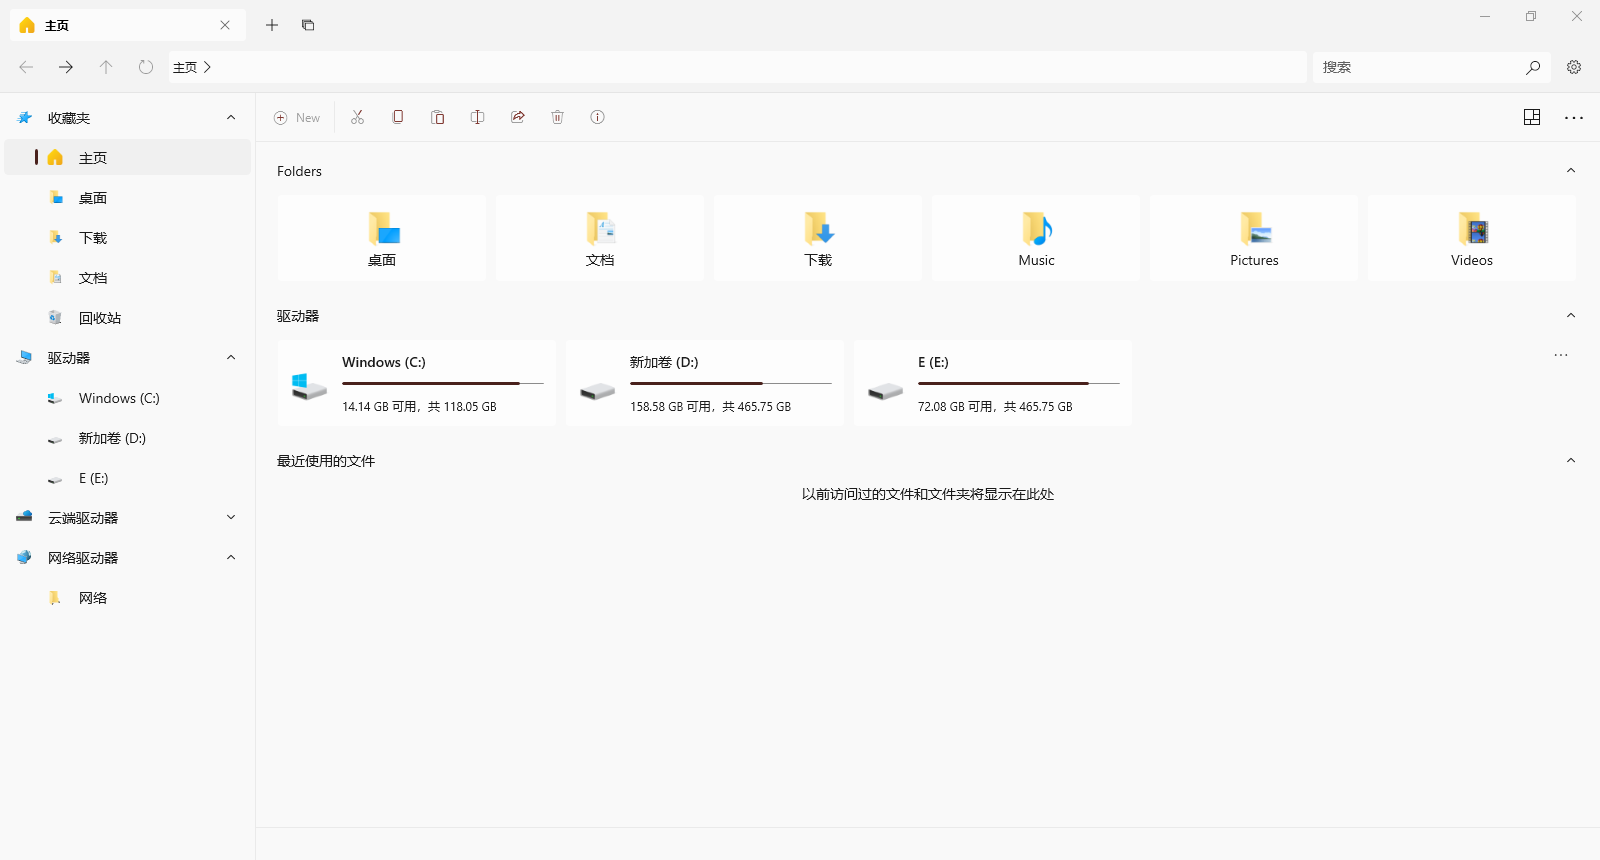 主页
主页
搜索
收藏夹
主页
桌面
下载
文档
回收站
驱动器
Windows (C:)
新加卷 (D:)
E (E:)
云端驱动器
网络驱动器
网络
New
Folders
桌面
文档
下载
Music
Pictures
Videos
驱动器
Windows (C:)
14.14 GB 可用，共 118.05 GB
新加卷 (D:)
158.58 GB 可用，共 465.75 GB
E (E:)
72.08 GB 可用，共 465.75 GB
最近使用的文件
以前访问过的文件和文件夹将显示在此处